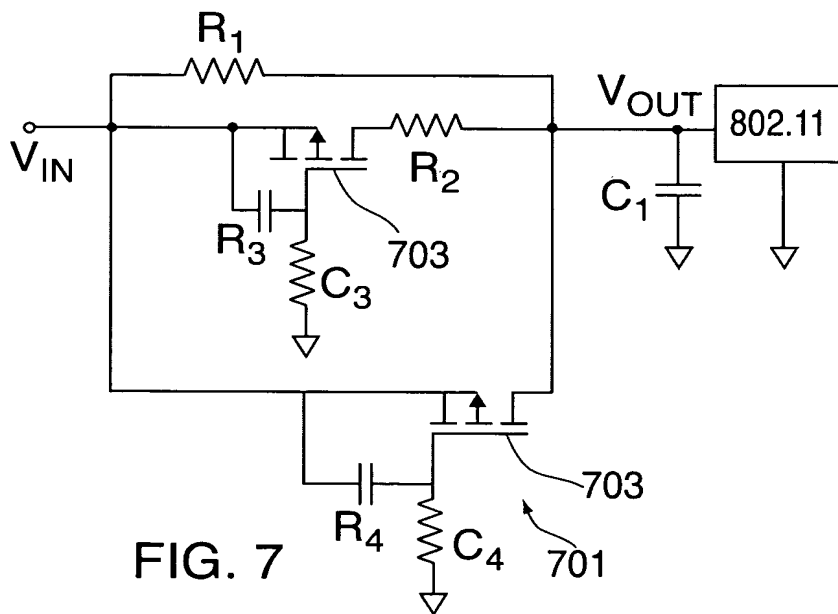 R1
VIN
VOUT
802.11
R2
C1
R3
703
C3
703
R4
C4
701
FIG. 7